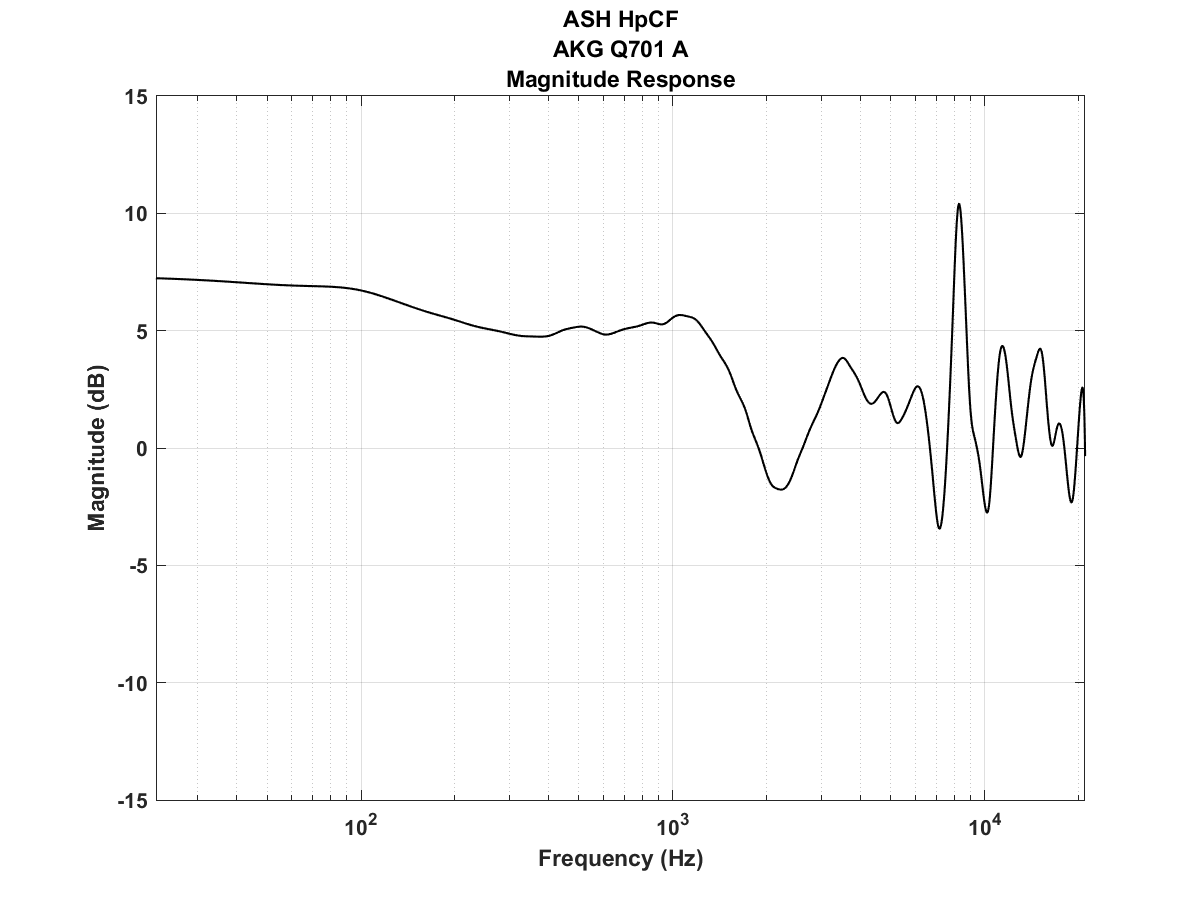 ASH HpCF
AKG Q701 A
Magnitude Response
15
10
5
0
-5
-10
-15
Magnitude (dB)
10² 10³ 10⁴
Frequency (Hz)